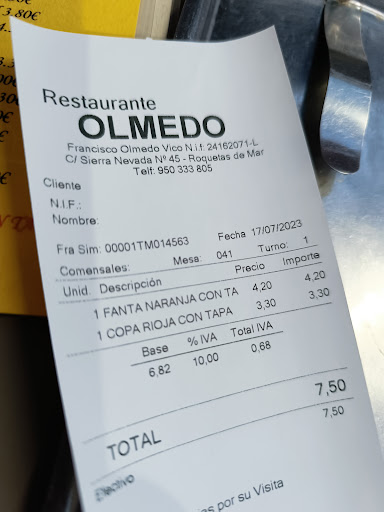 3.80€
Restaurante
OLMEDO
Francisco Olmedo Vico N.i.f: 24162071-L
C/ Sierra Nevada Nº 45 - Roquetas de Mar
Telf: 950 333 805
Cliente
N.I.F.:
Nombre:
Fra Sim: 00001TM014563 Fecha 17/07/2023
Comensales: Mesa: 041 Turno: 1
Unid. Descripción Precio Importe
1 FANTA NARANJA CON TA 4,20 4,20
1 COPA RIOJA CON TAPA 3,30 3,30
Base % IVA Total IVA
6,82 10,00 0,68
TOTAL 7,50
Efectivo 7,50
por su Visita